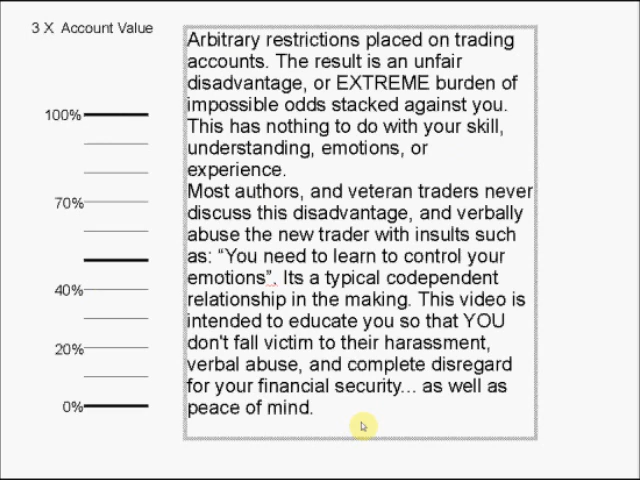 3 X Account Value
100%
70%
40%
20%
0%
Arbitrary restrictions placed on trading
accounts. The result is an unfair
disadvantage, or EXTREME burden of
impossible odds stacked against you.
This has nothing to do with your skill,
understanding, emotions, or
experience.
Most authors, and veteran traders never
discuss this disadvantage, and verbally
abuse the new trader with insults such
as: “You need to learn to control your
emotions”. Its a typical codependent
relationship in the making. This video is
intended to educate you so that YOU
don't fall victim to their harassment,
verbal abuse, and complete disregard
for your financial security... as well as
peace of mind.